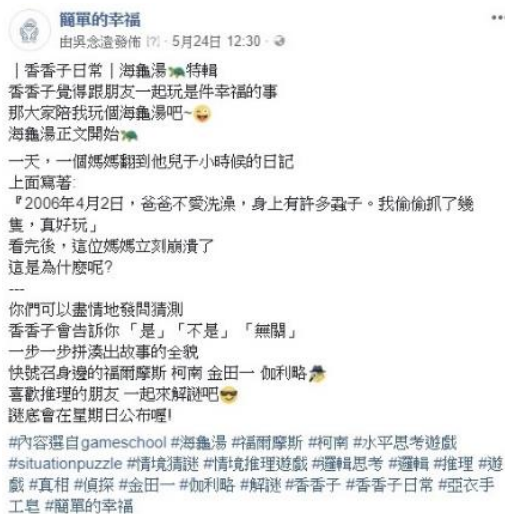 簡單的幸福
由吳念澄發佈 [?]· 5月24日 12:30 ·
｜香香子日常｜海龜湯🐢特輯
香香子覺得跟朋友一起玩是件幸福的事
那大家陪我玩個海龜湯吧~😜
海龜湯正文開始🐢
一天，一個媽媽翻到他兒子小時候的日記
上面寫著:
『2006年4月2日，爸爸不愛洗澡，身上有許多蝨子。我偷偷抓了幾
隻，真好玩』
看完後，這位媽媽立刻崩潰了
這是為什麼呢?
---
你們可以盡情地發問猜測
香香子會告訴你「是」「不是」「無關」
一步一步拼湊出故事的全貌
快號召身邊的福爾摩斯 柯南 金田一 伽利略🕵
喜歡推理的朋友 一起來解謎吧😎
謎底會在星期日公布喔!
#內容選自gameschool #海龜湯 #福爾摩斯 #柯南 #水平思考遊戲
#situationpuzzle #情境猜謎 #情境推理遊戲 #邏輯思考 #邏輯 #推理 #遊
戲 #真相 #偵探 #金田一 #伽利略 #解謎 #香香子 #香香子日常 #亞衣手
工皂 #簡單的幸福